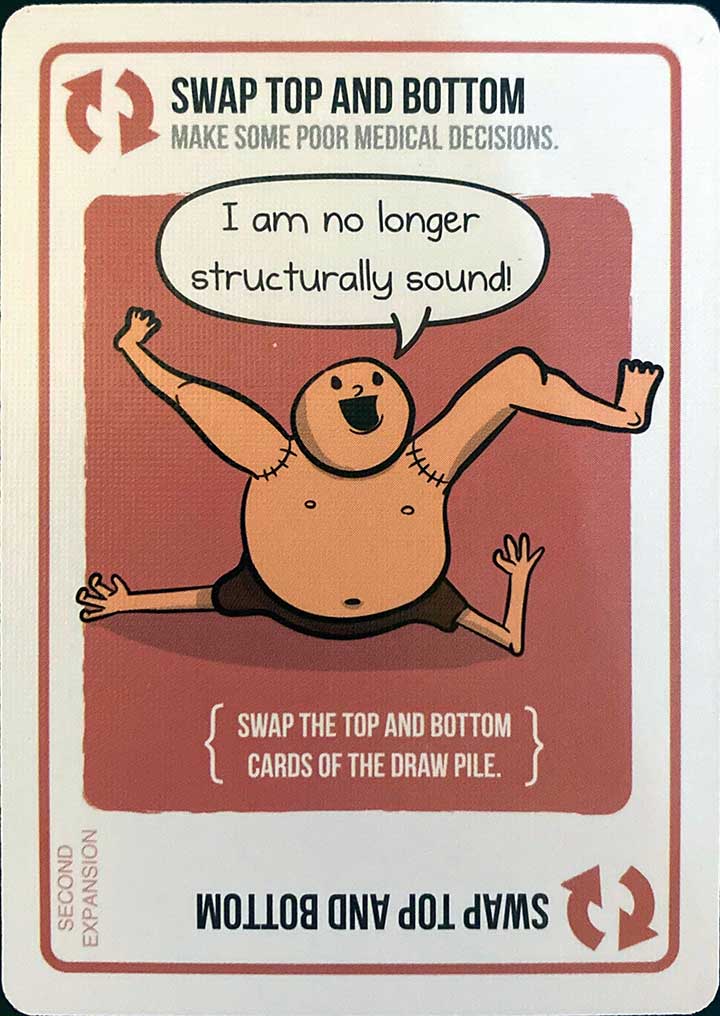 SWAP TOP AND BOTTOM
MAKE SOME POOR MEDICAL DECISIONS.
I am no longer
structurally sound!
{ SWAP THE TOP AND BOTTOM
CARDS OF THE DRAW PILE. }
SECOND
EXPANSION
SWAP TOP AND BOTTOM